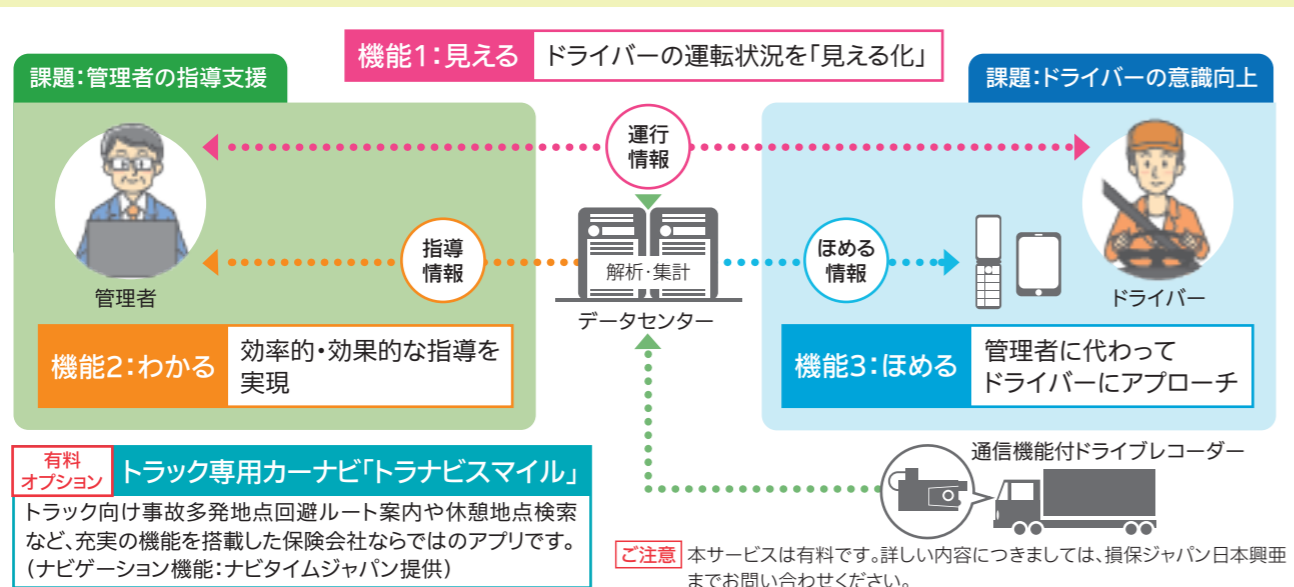 機能1:見える
ドライバーの運転状況を「見える化」
課題:管理者の指導支援
課題:ドライバーの意識向上
運行
情報
指導
情報
解析・集計
ほめる
情報
管理者
データセンター
ドライバー
機能2:わかる
効率的・効果的な指導を
実現
機能3:ほめる
管理者に代わって
ドライバーにアプローチ
通信機能付ドライブレコーダー
有料
オプション
トラック専用カーナビ「トラナビスマイル」
トラック向け事故多発地点回避ルート案内や休憩地点検索
など、充実の機能を搭載した保険会社ならではのアプリです。
(ナビゲーション機能:ナビタイムジャパン提供)
ご注意
本サービスは有料です。詳しい内容につきましては、損保ジャパン日本興亜
までお問い合わせください。